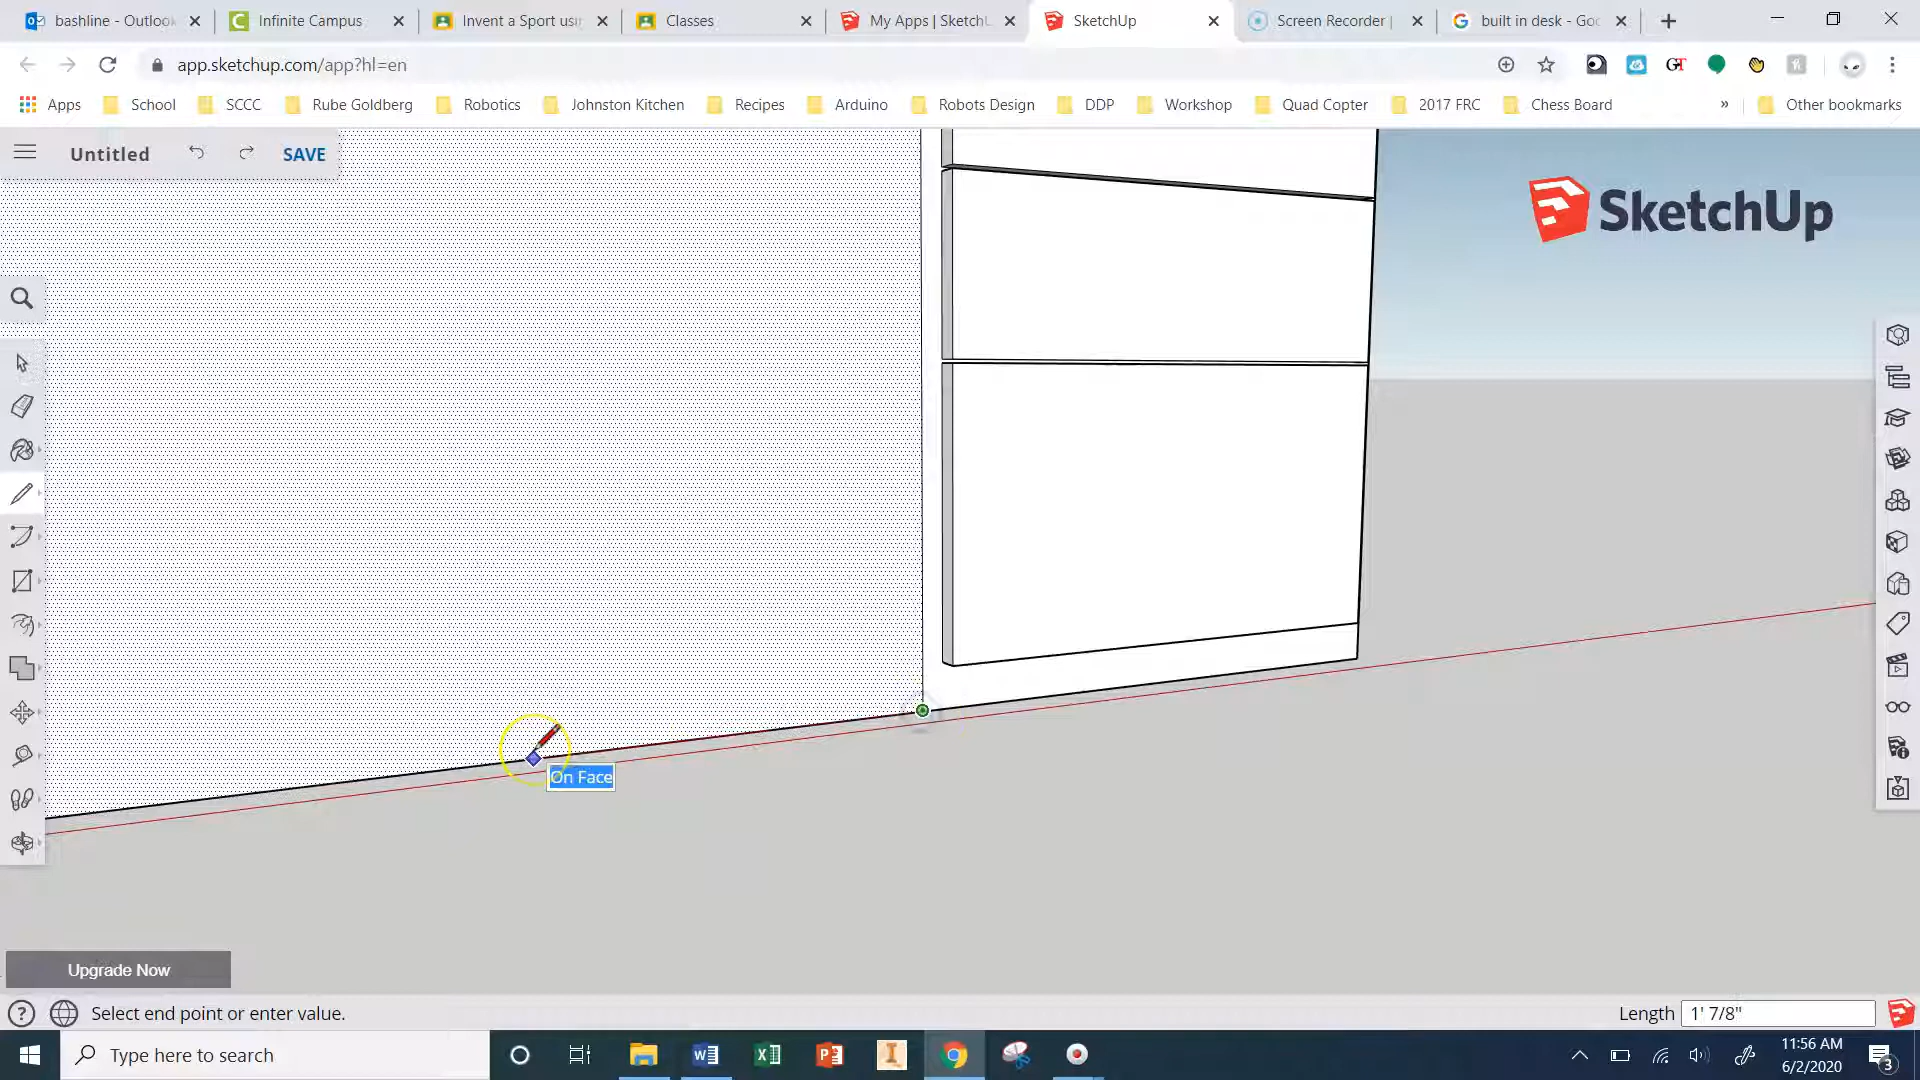 bashline - Outlook
Infinite Campus
Invent a Sport usin
Classes
My Apps | SketchU
SketchUp
Screen Recorder |
built in desk - Goo
app.sketchup.com/app?hl=en
Apps
School
SCCC
Rube Goldberg
Robotics
Johnston Kitchen
Recipes
Arduino
Robots Design
DDP
Workshop
Quad Copter
2017 FRC
Chess Board
»
Other bookmarks
Untitled
SAVE
SketchUp
On Face
Upgrade Now
Select end point or enter value.
Length 1' 7/8"
Type here to search
11:56 AM
6/2/2020
3